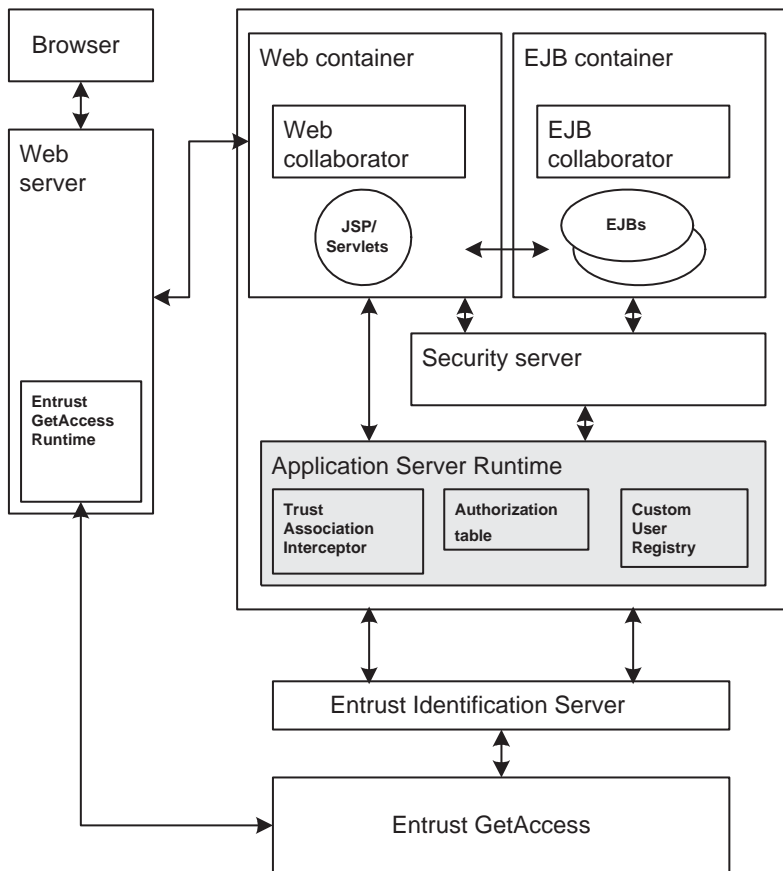 Browser
Web
server
Entrust
GetAccess
Runtime
Web container
Web
collaborator
JSP/
Servlets
EJB container
EJB
collaborator
EJBs
Security server
Application Server Runtime
Trust
Association
Interceptor
Authorization
table
Custom
User
Registry
Entrust Identification Server
Entrust GetAccess